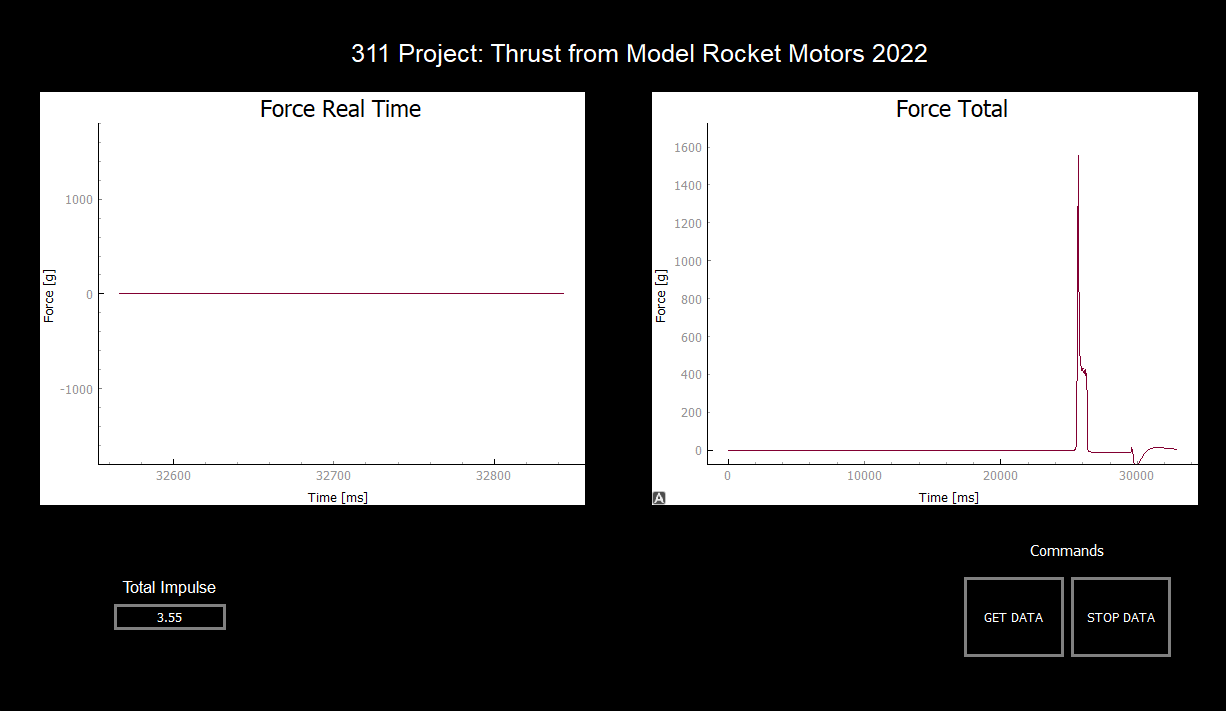 311 Project: Thrust from Model Rocket Motors 2022
Force Real Time
1000
0
-1000
Force [g]
32600 32700 32800
Time [ms]
Force Total
1600
1400
1200
1000
800
600
400
200
0
Force [g]
0 10000 20000 30000
Time [ms]
A
Total Impulse
3.55
Commands
GET DATA STOP DATA